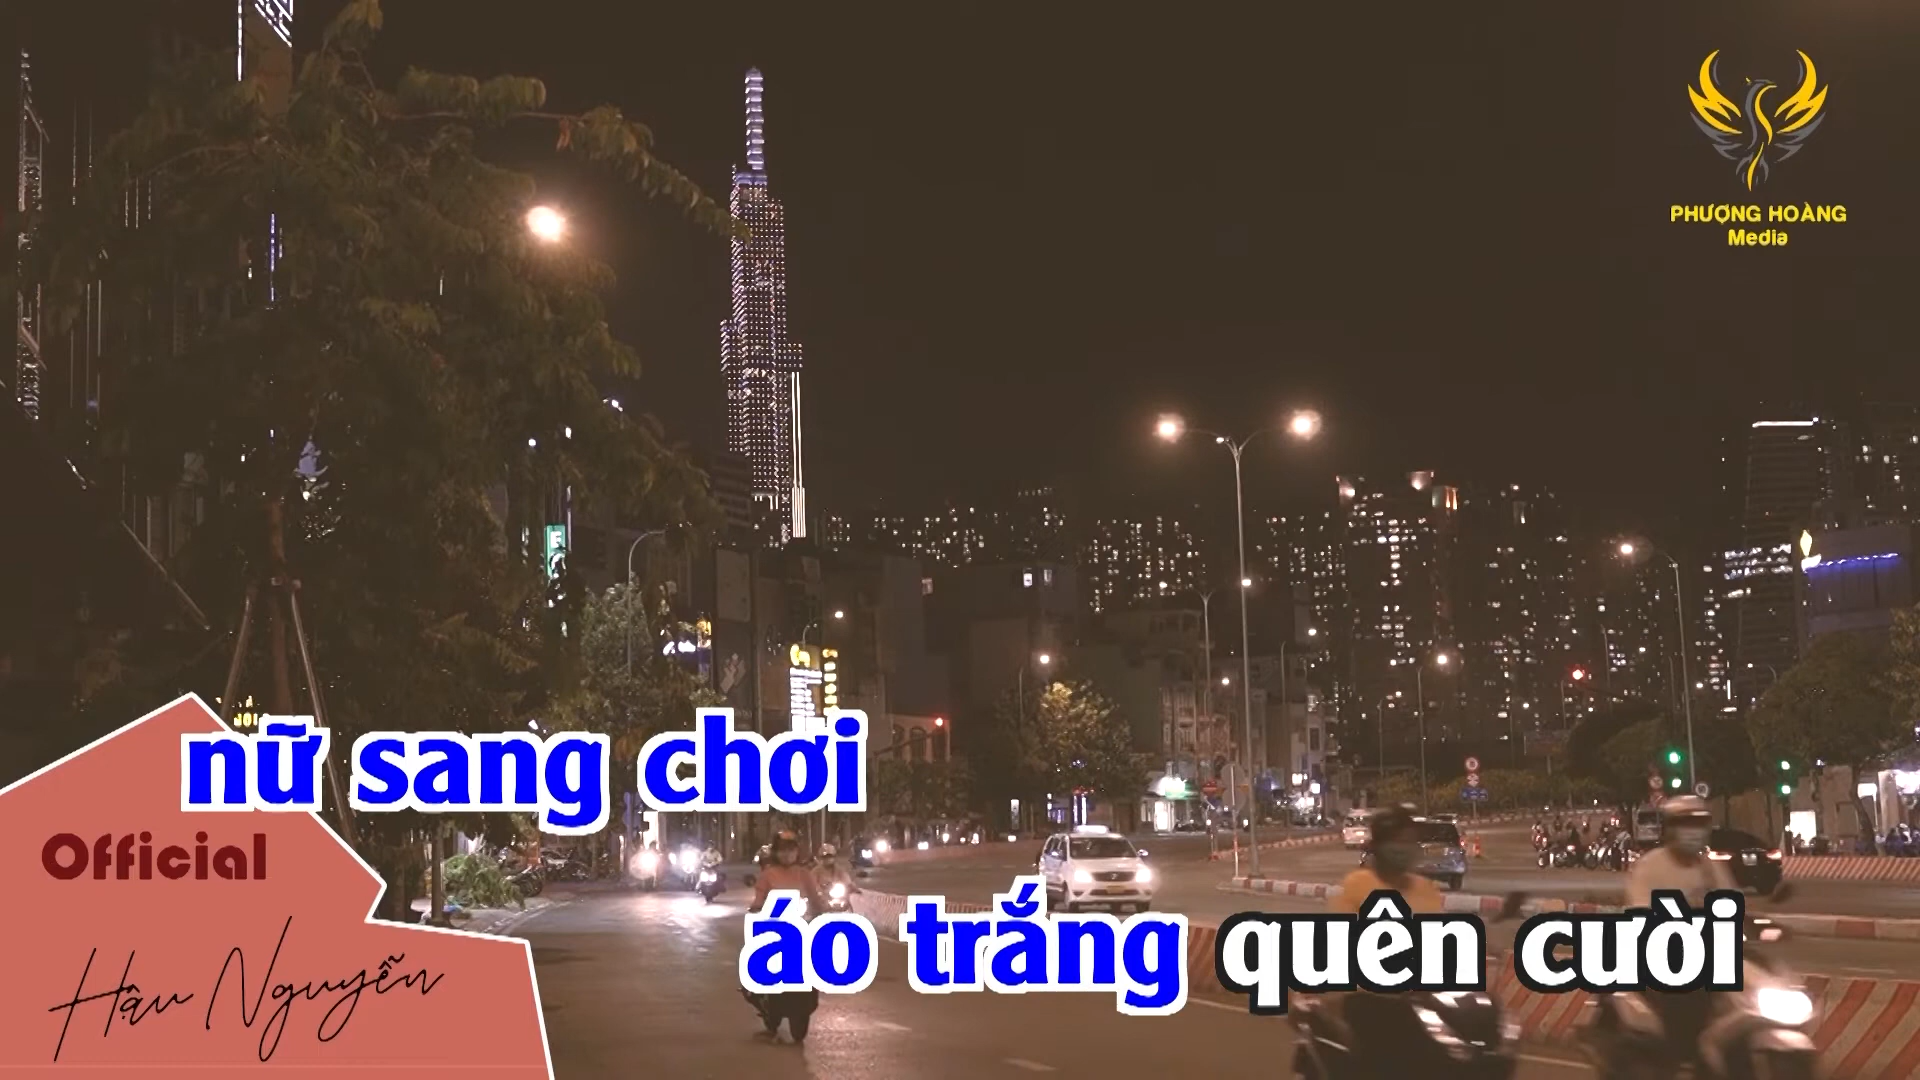 PHƯỢNG HOÀNG
Media
nữ sang chơi
Official
áo trắng quên cười
Hậu Nguyễn